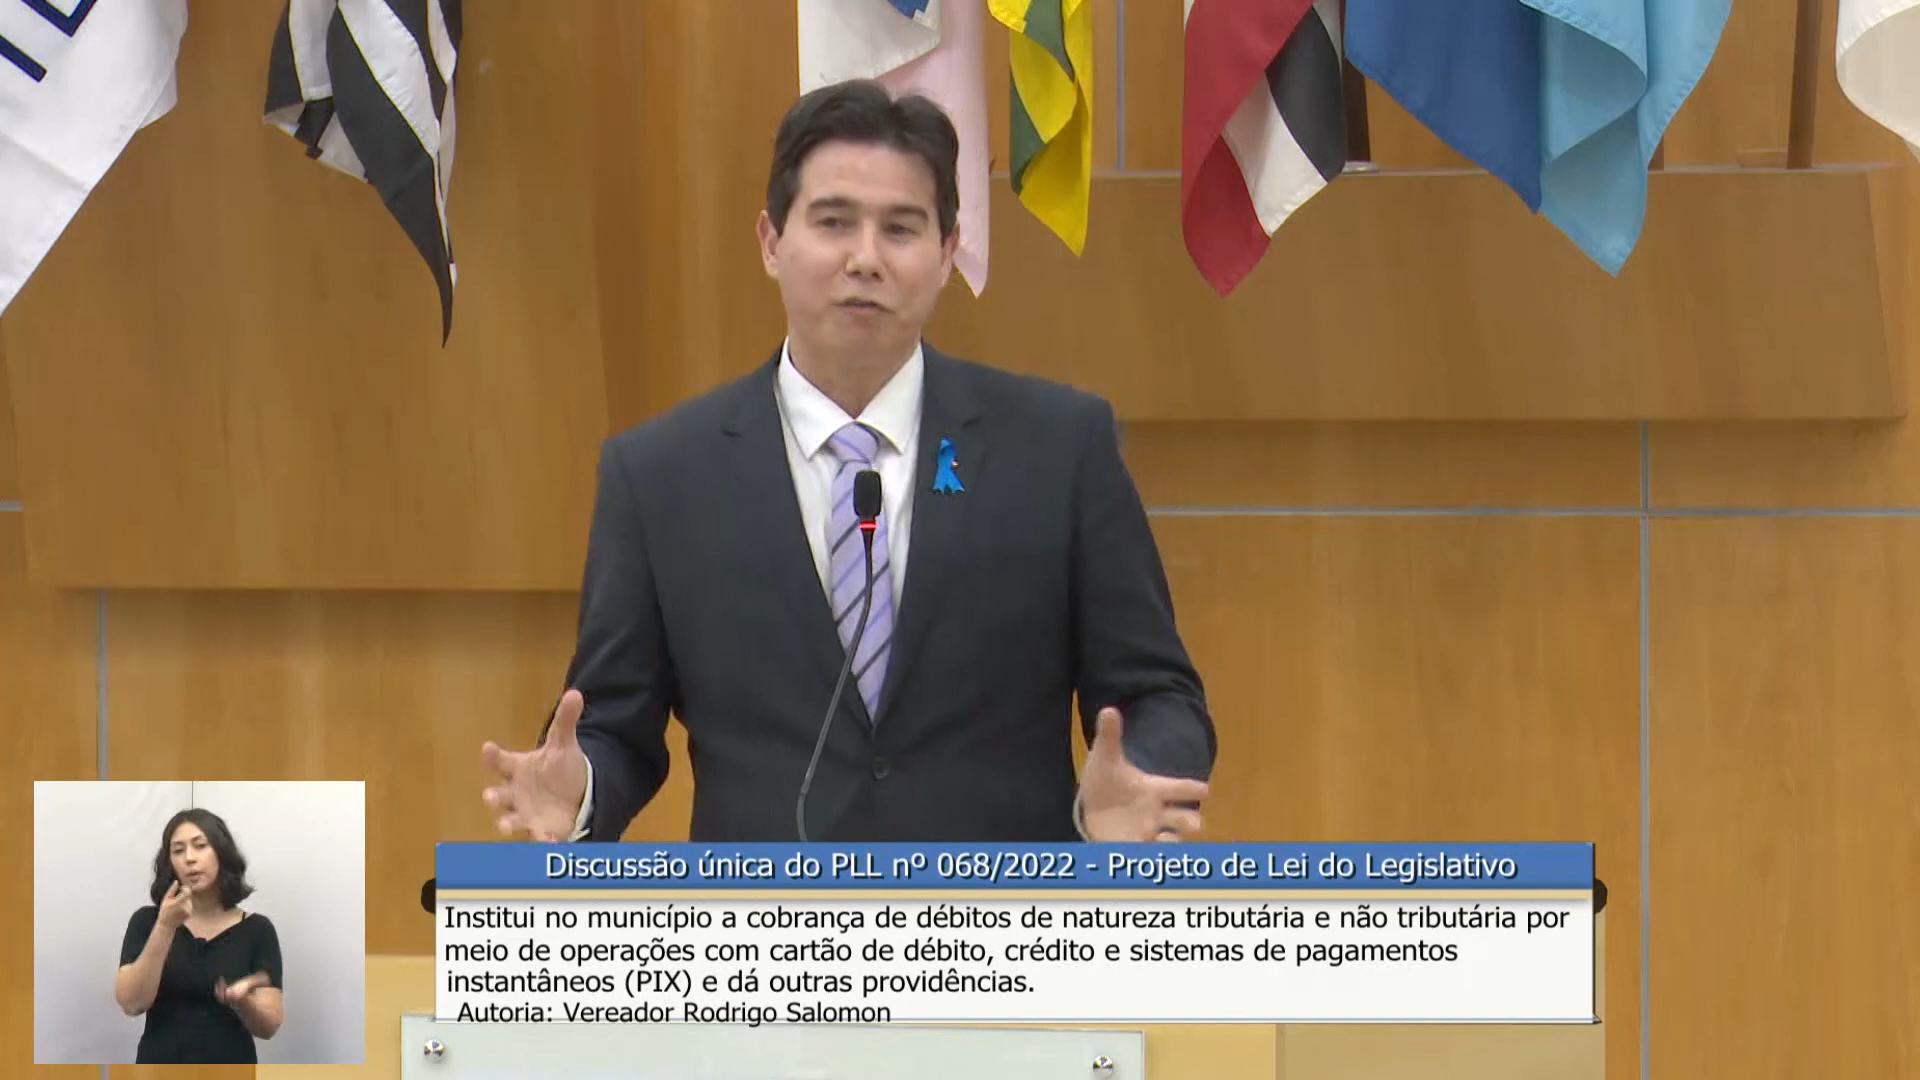 Discussão única do PLL nº 068/2022 - Projeto de Lei do Legislativo
Institui no município a cobrança de débitos de natureza tributária e não tributária por
meio de operações com cartão de débito, crédito e sistemas de pagamentos
instantâneos (PIX) e dá outras providências.
Autoria: Vereador Rodrigo Salomon